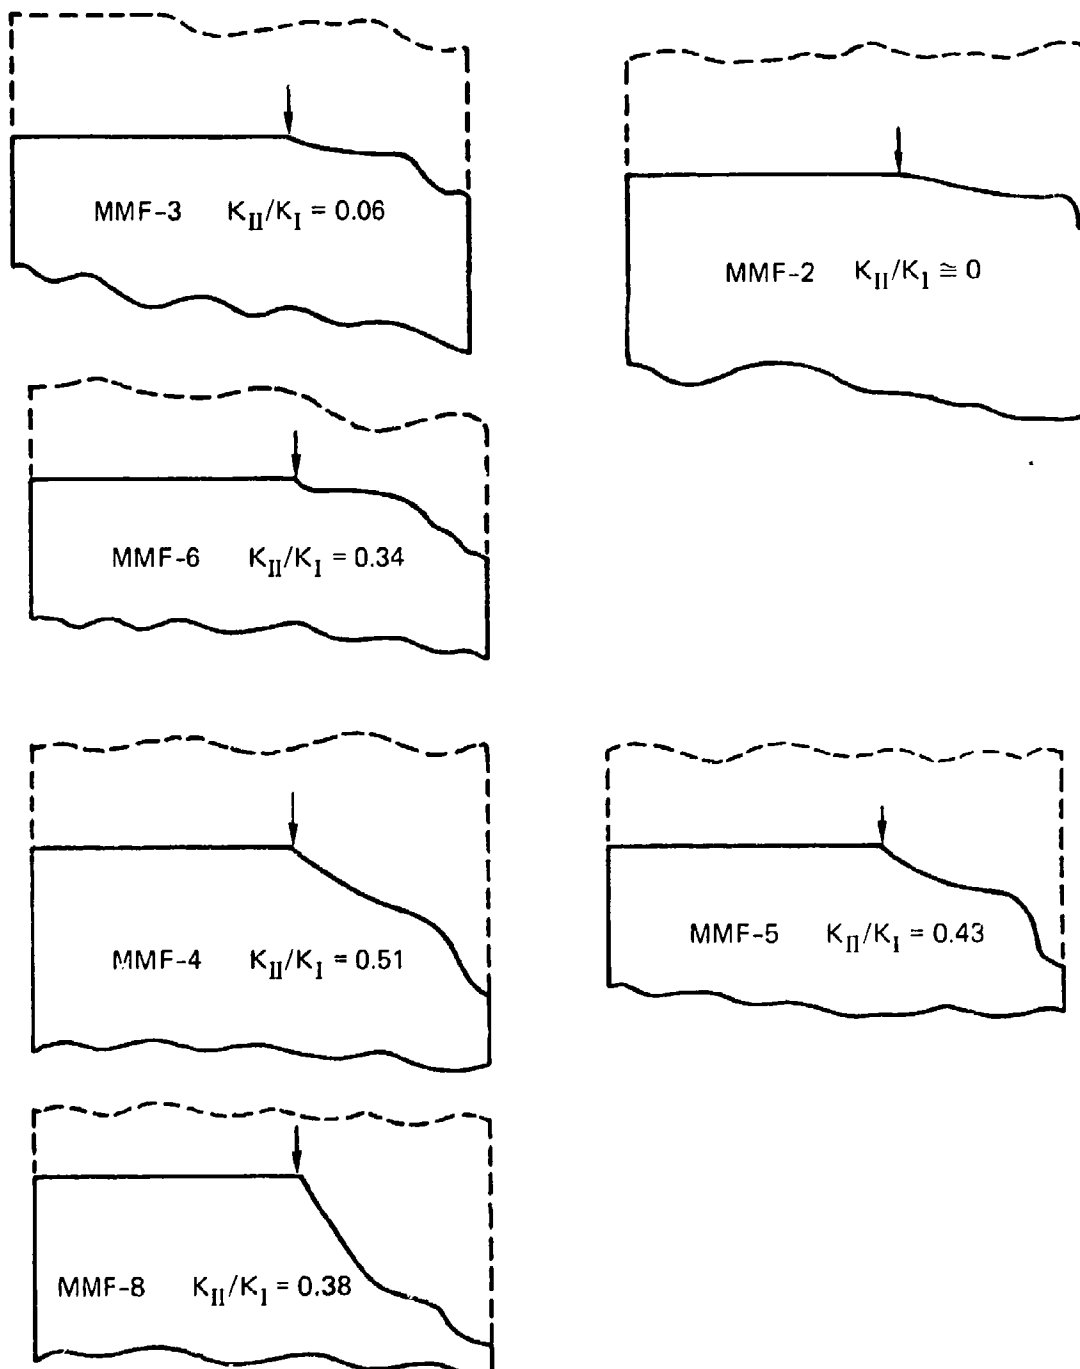 MMF-3 K_II/K_I = 0.06
MMF-2 K_II/K_I ≅ 0
MMF-6 K_II/K_I = 0.34
MMF-4 K_II/K_I = 0.51
MMF-5 K_II/K_I = 0.43
MMF-8 K_II/K_I = 0.38